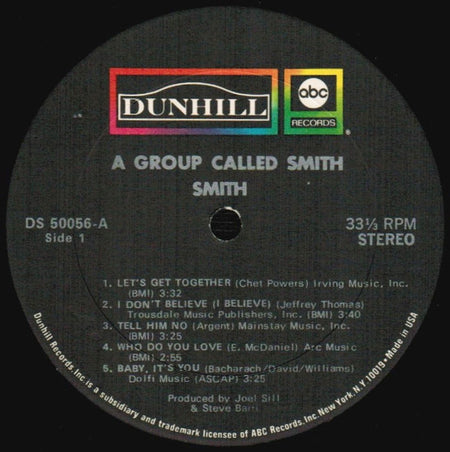 DUNHILL
abc
RECORDS
®
A GROUP CALLED SMITH
SMITH
DS 50056-A
Side 1
33⅓ RPM
STEREO
1. LET'S GET TOGETHER (Chet Powers) Irving Music, Inc.
(BMI) 3:32
2. I DON'T BELIEVE (I BELIEVE) (Jeffrey Thomas)
Trousdale Music Publishers, Inc. (BMI) 3:40
3. TELL HIM NO (Argent) Mainstay Music, Inc.
(BMI) 3:25
4. WHO DO YOU LOVE (E. McDaniel) Arc Music
(BMI) 2:55
5. BABY, IT'S YOU (Bacharach/David/Williams)
Dolfi Music (ASCAP) 3:25
Produced by Joel Sill
& Steve Barri
Dunhill Records, Inc. is a subsidiary and trademark licensee of ABC Records, Inc. New York, N.Y. 10019 • Made in USA